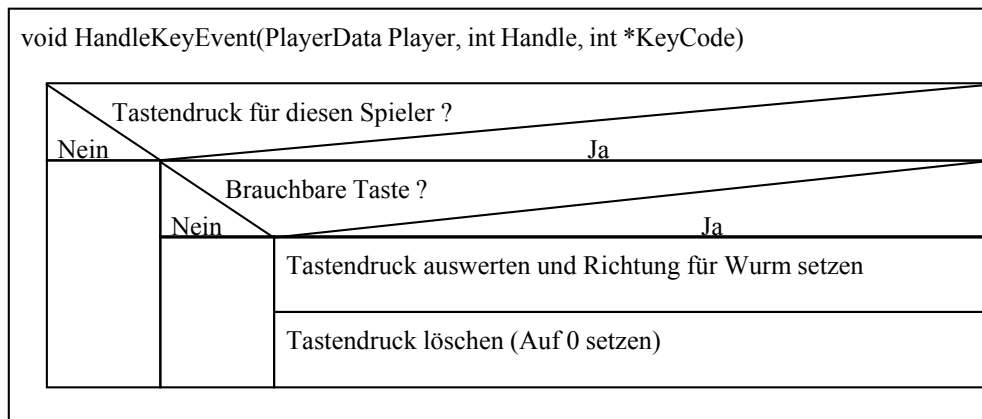 void HandleKeyEvent(PlayerData Player, int Handle, int *KeyCode)
Tastendruck für diesen Spieler ?
Nein
Ja
Brauchbare Taste ?
Nein
Ja
Tastendruck auswerten und Richtung für Wurm setzen
Tastendruck löschen (Auf 0 setzen)